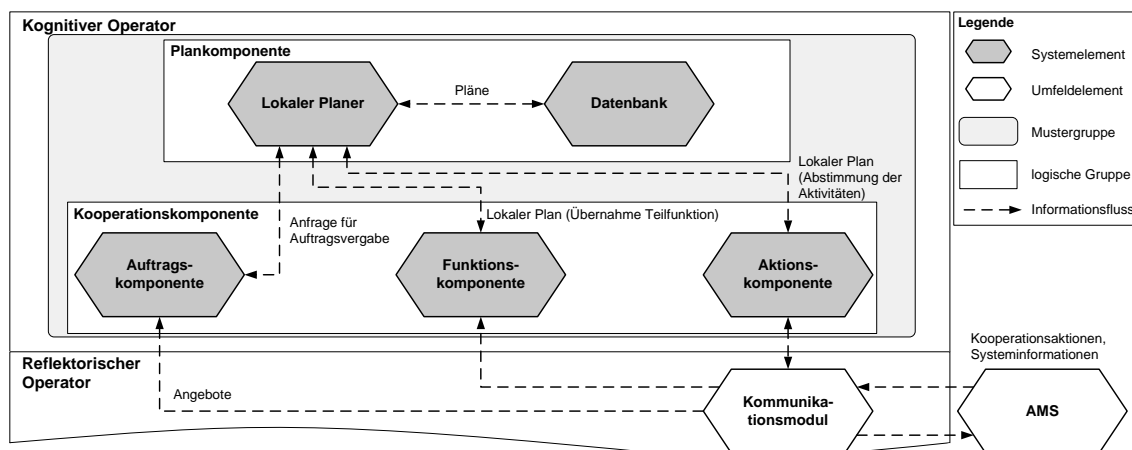 Kognitiver Operator
Plankomponente
Lokaler Planer
Pläne
Datenbank
Lokaler Plan
(Abstimmung der
Aktivitäten)
Kooperationskomponente
Anfrage für
Auftragsvergabe
Lokaler Plan (Übernahme Teilfunktion)
Auftrags-
komponente
Funktions-
komponente
Aktions-
komponente
Reflektorischer
Operator
Angebote
Kommunika-
tionsmodul
Kooperationsaktionen,
Systeminformationen
AMS
Legende
Systemelement
Umfeldelement
Mustergruppe
logische Gruppe
Informationsfluss